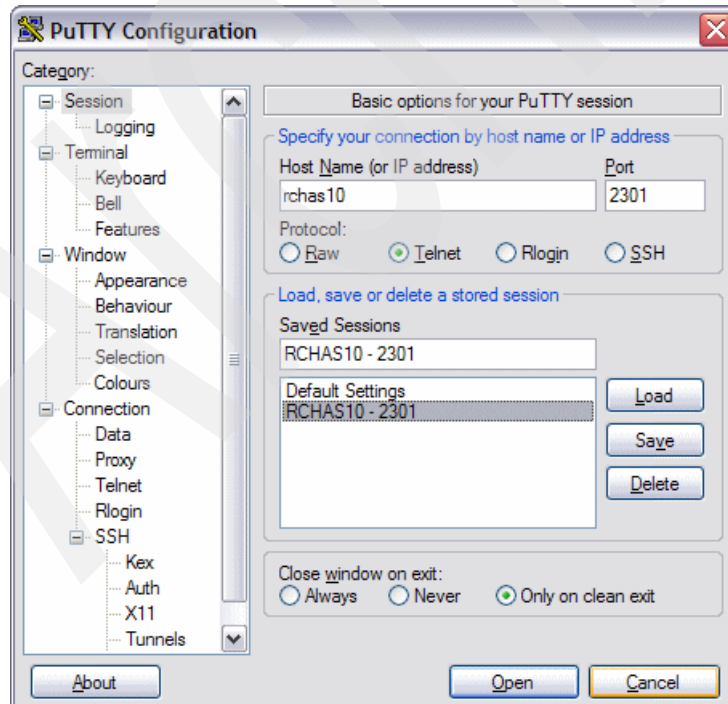 PuTTY Configuration
Category:
Session
Logging
Terminal
Keyboard
Bell
Features
Window
Appearance
Behaviour
Translation
Selection
Colours
Connection
Data
Proxy
Telnet
Rlogin
SSH
Kex
Auth
X11
Tunnels
Basic options for your PuTTY session
Specify your connection by host name or IP address
Host Name (or IP address) Port
rchas10 2301
Protocol:
Raw Telnet Rlogin SSH
Load, save or delete a stored session
Saved Sessions
RCHAS10 - 2301
Default Settings
RCHAS10 - 2301
Load
Save
Delete
Close window on exit:
Always Never Only on clean exit
About Open Cancel